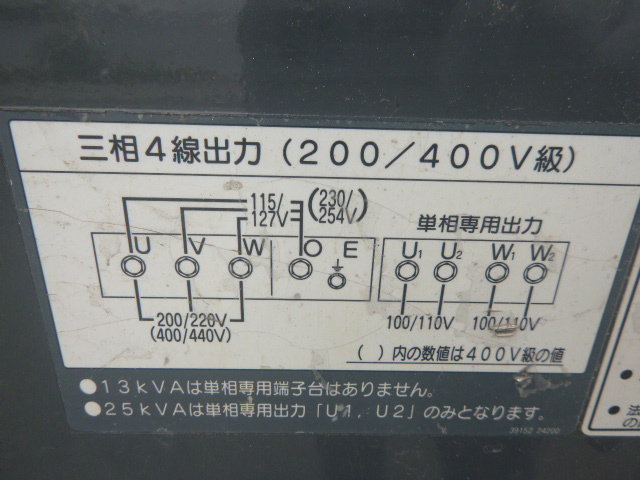 三相4線出力(200/400V級)
115/
127V
(230/
254V)
単相専用出力
U V W O E
U1 U2 W1 W2
200/220V
(400/440V)
100/110V 100/110V
( )内の数値は400V級の値
●13kVAは単相専用端子台はありません。
●25kVAは単相専用出力「U1, U2」のみとなります。
39152 24200
●
●法
の